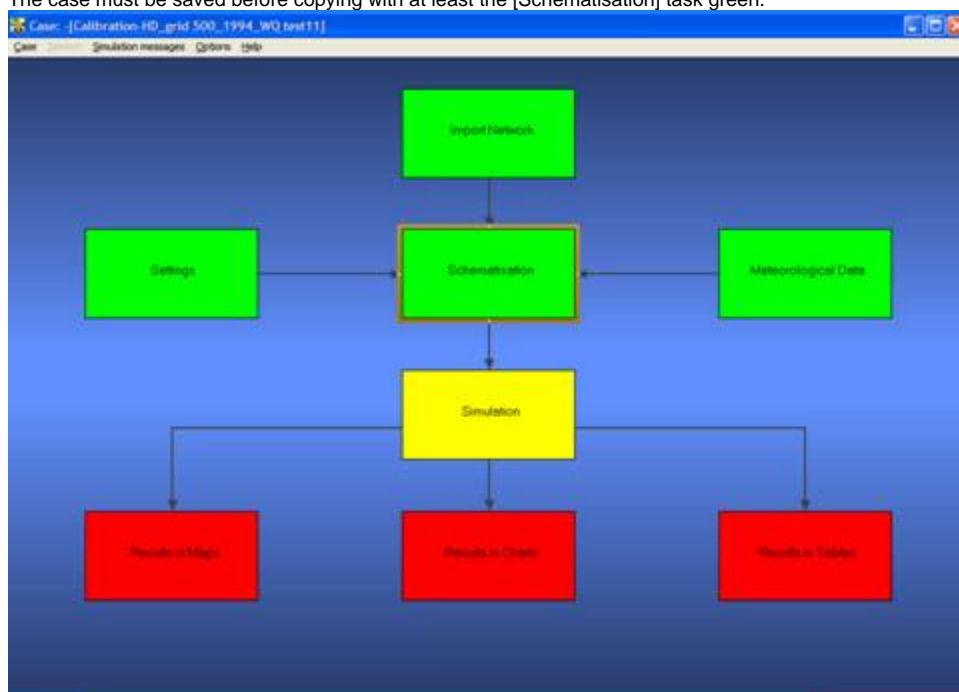 The case must be saved before copying with at least the [Schematisation] task green.
Case: -[Calibration-HD_grid 500_1994_WQ test11]
Case Simulation messages Options Help
Import Network
Settings
Schematisation
Meteorological Data
Simulation
Results in Maps
Results in Charts
Results in Tables